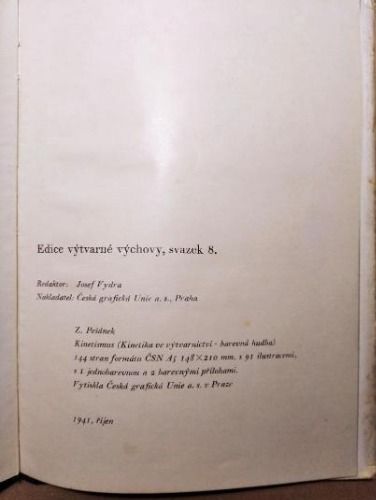 Edice výtvarné výchovy, svazek 8.
Redaktor: Josef Vydra
Nakladatel: Česká grafická Unie a. s., Praha
Z. Pešánek
Kinetismus (Kinetika ve výtvarnictví - barevná hudba)
144 stran formátu ČSN A5 148×210 mm. s 91 ilustracemi,
s 1 jednobarevnou a 2 barevnými přílohami.
Vytiskla Česká grafická Unie a. s. v Praze
1941, říjen